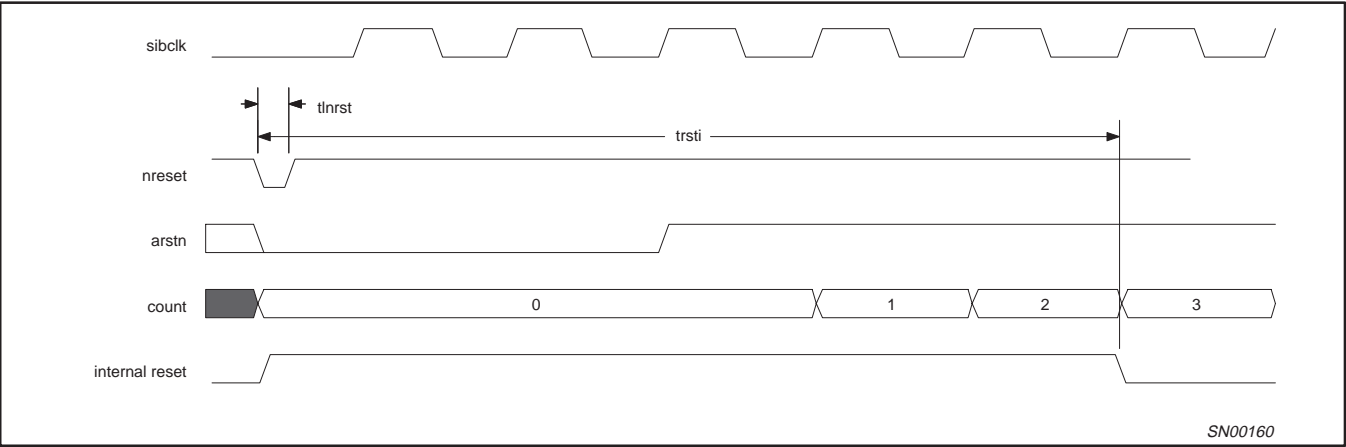 sibclk
tlnrst
trsti
nreset
arstn
count
0
1
2
3
internal reset
SN00160